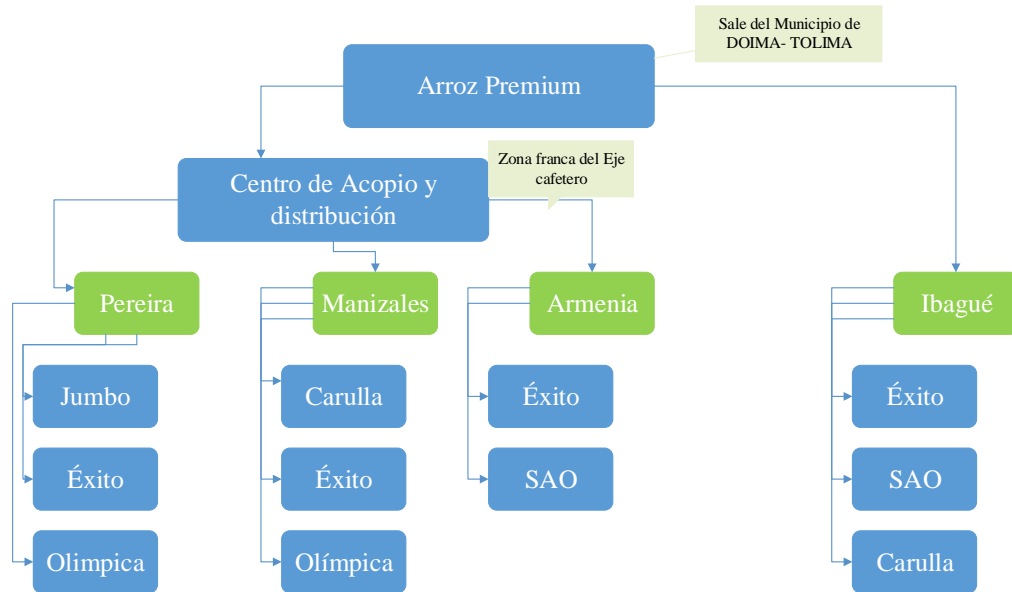 Sale del Municipio de
DOIMA- TOLIMA
Arroz Premium
Zona franca del Eje
cafetero
Centro de Acopio y
distribución
Pereira
Manizales
Armenia
Ibagué
Jumbo
Carulla
Éxito
Éxito
Éxito
Éxito
SAO
SAO
Olimpica
Olímpica
Carulla